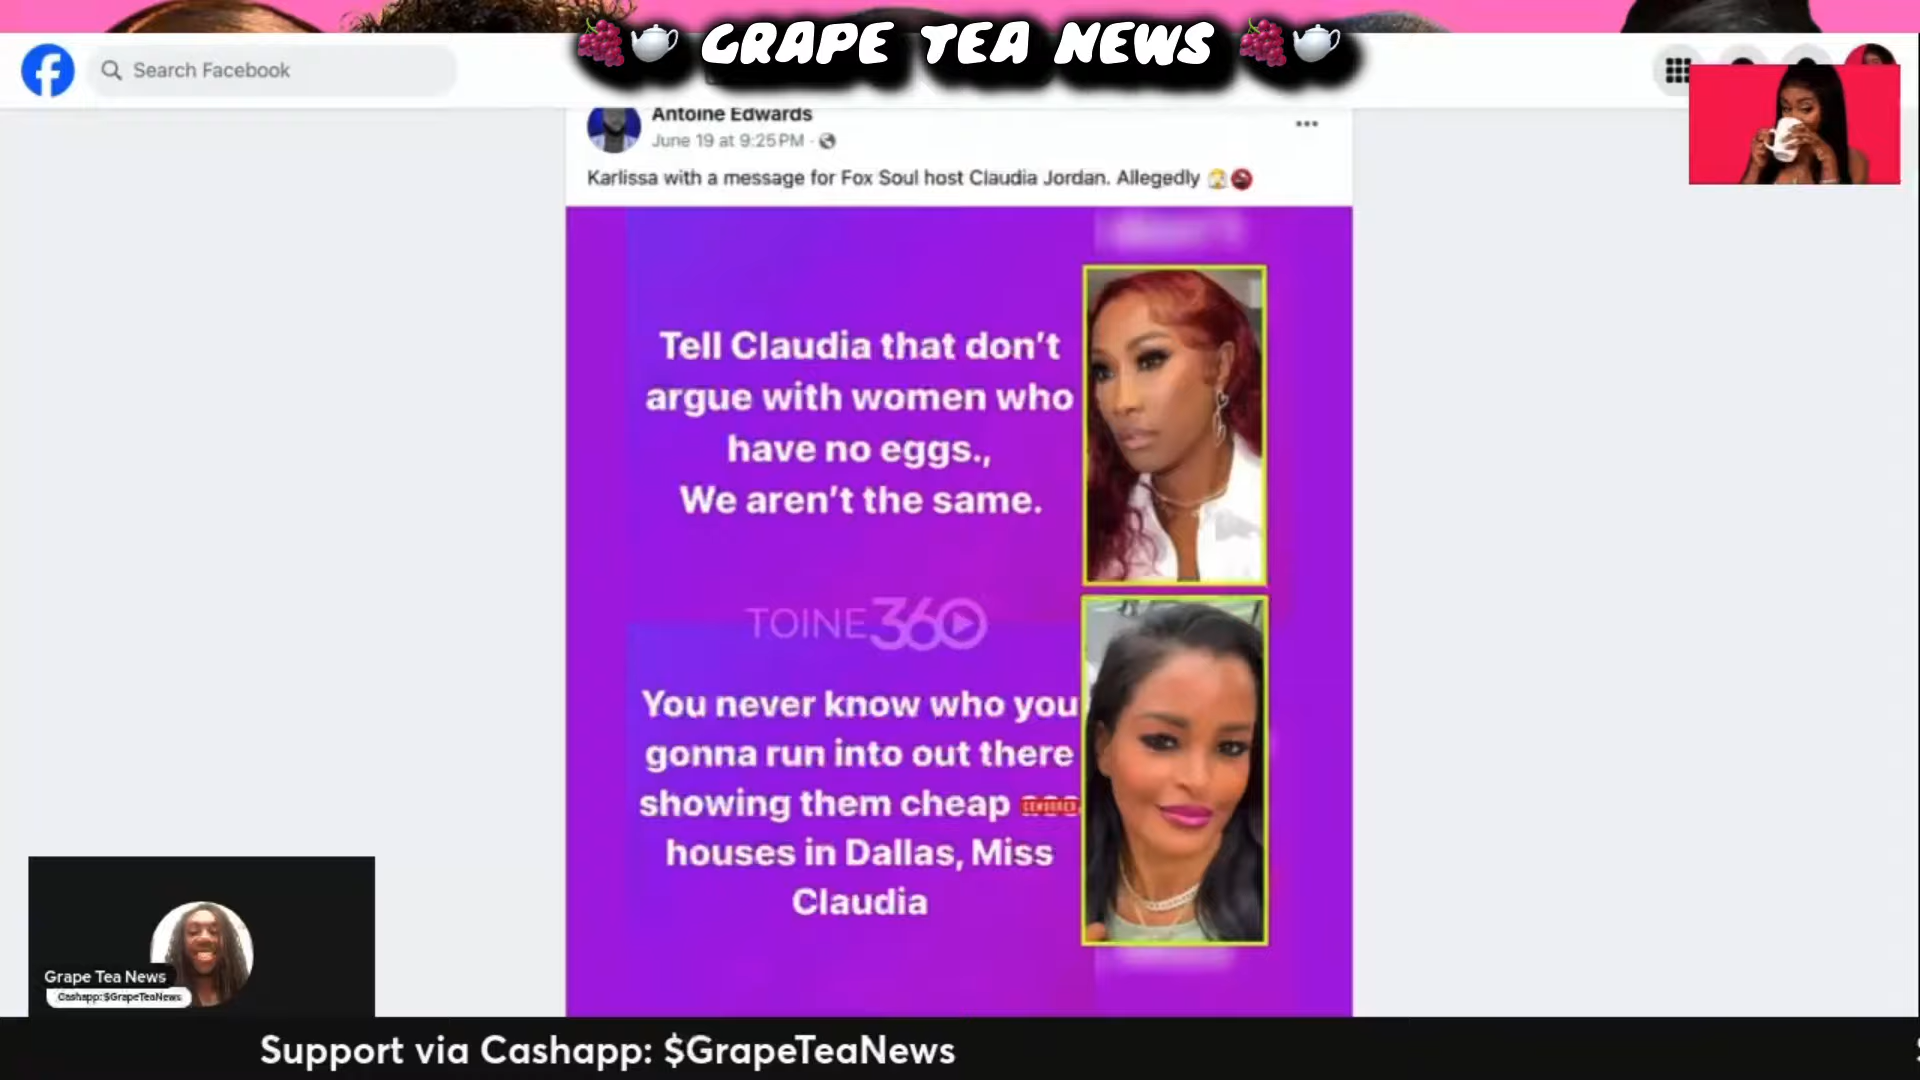 GRAPE TEA NEWS
Search Facebook
Antoine Edwards
June 19 at 9:25 PM ·
Karlissa with a message for Fox Soul host Claudia Jordan. Allegedly
Tell Claudia that don't
argue with women who
have no eggs.,
We aren't the same.
TOINE360
You never know who you
gonna run into out there
showing them cheap CENSORED
houses in Dallas, Miss
Claudia
Grape Tea News
Cashapp:$GrapeTeaNews
Support via Cashapp: $GrapeTeaNews